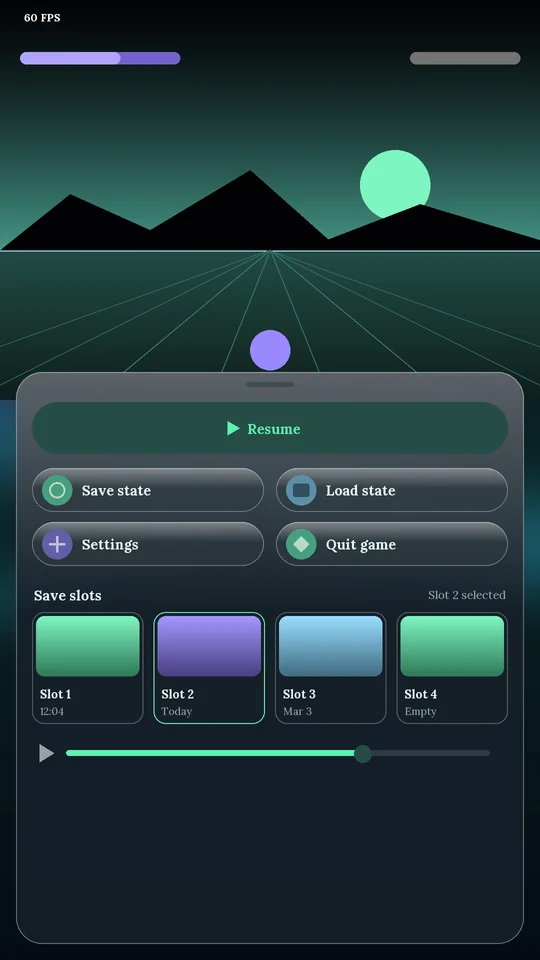 60 FPS
Resume
Save state
Load state
Settings
Quit game
Save slots
Slot 2 selected
Slot 1
12:04
Slot 2
Today
Slot 3
Mar 3
Slot 4
Empty